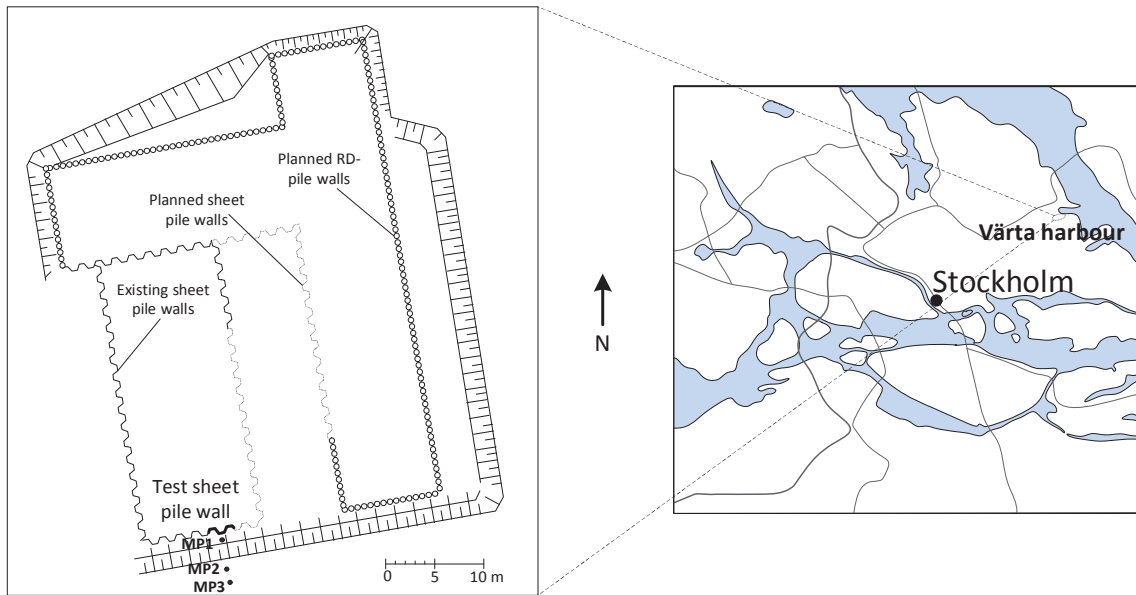 Planned RD-
pile walls
Planned sheet
pile walls
Existing sheet
pile walls
Test sheet
pile wall
MP1
MP2
MP3
0 5 10 m
N
Värta harbour
Stockholm